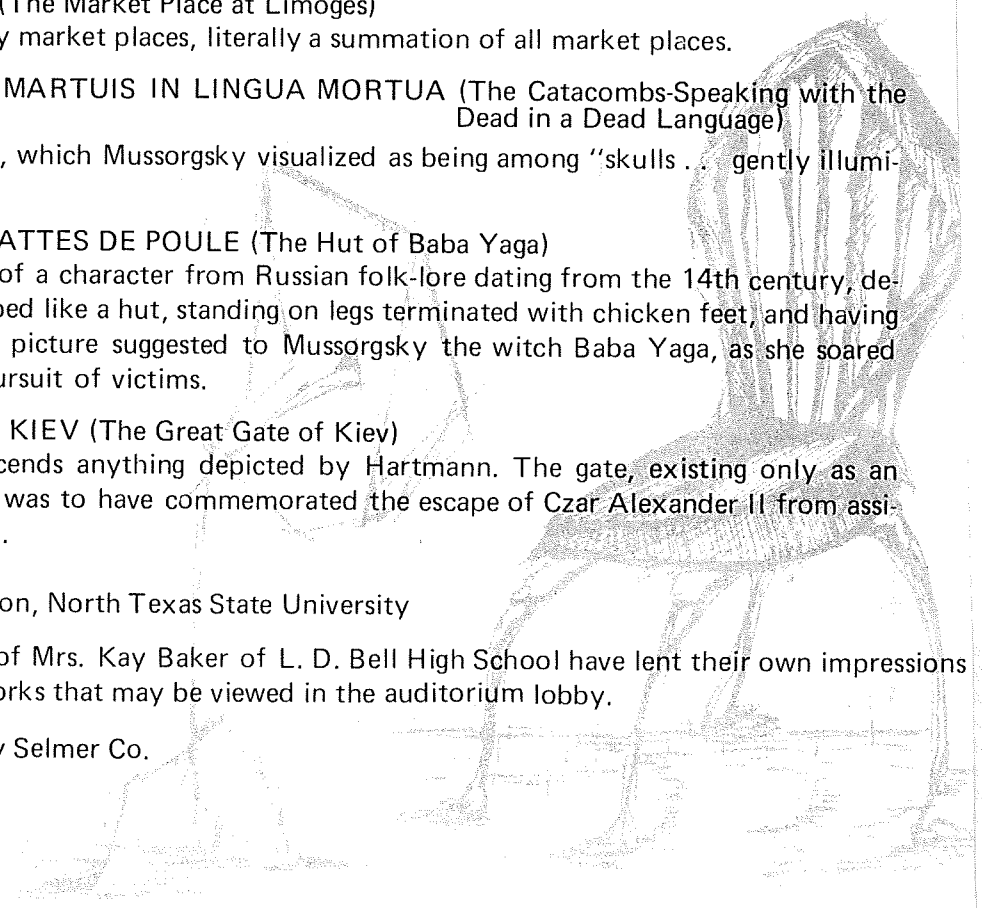 (The Market Place at Limoges)
y market places, literally a summation of all market places.
MARTUIS IN LINGUA MORTUA (The Catacombs-Speaking with the
Dead in a Dead Language)
, which Mussorgsky visualized as being among "skulls . . gently illumi-
ATTES DE POULE (The Hut of Baba Yaga)
of a character from Russian folk-lore dating from the 14th century, de-
ped like a hut, standing on legs terminated with chicken feet, and having
picture suggested to Mussorgsky the witch Baba Yaga, as she soared
ursuit of victims.
KIEV (The Great Gate of Kiev)
cends anything depicted by Hartmann. The gate, existing only as an
was to have commemorated the escape of Czar Alexander II from assi-
.
on, North Texas State University
of Mrs. Kay Baker of L. D. Bell High School have lent their own impressions
orks that may be viewed in the auditorium lobby.
y Selmer Co.